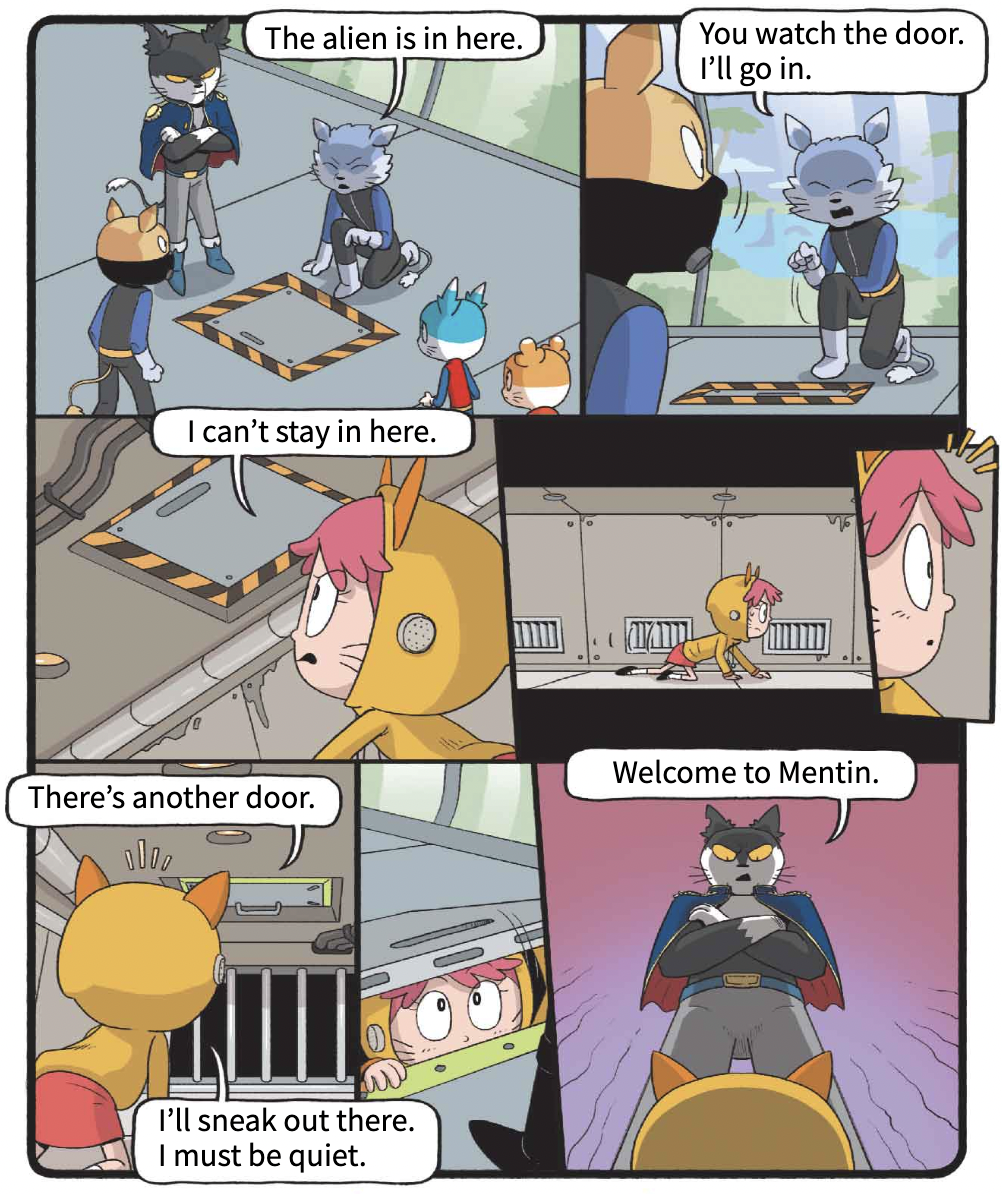 The alien is in here.
You watch the door.
I'll go in.
I can't stay in here.
There's another door.
I'll sneak out there.
I must be quiet.
Welcome to Mentin.